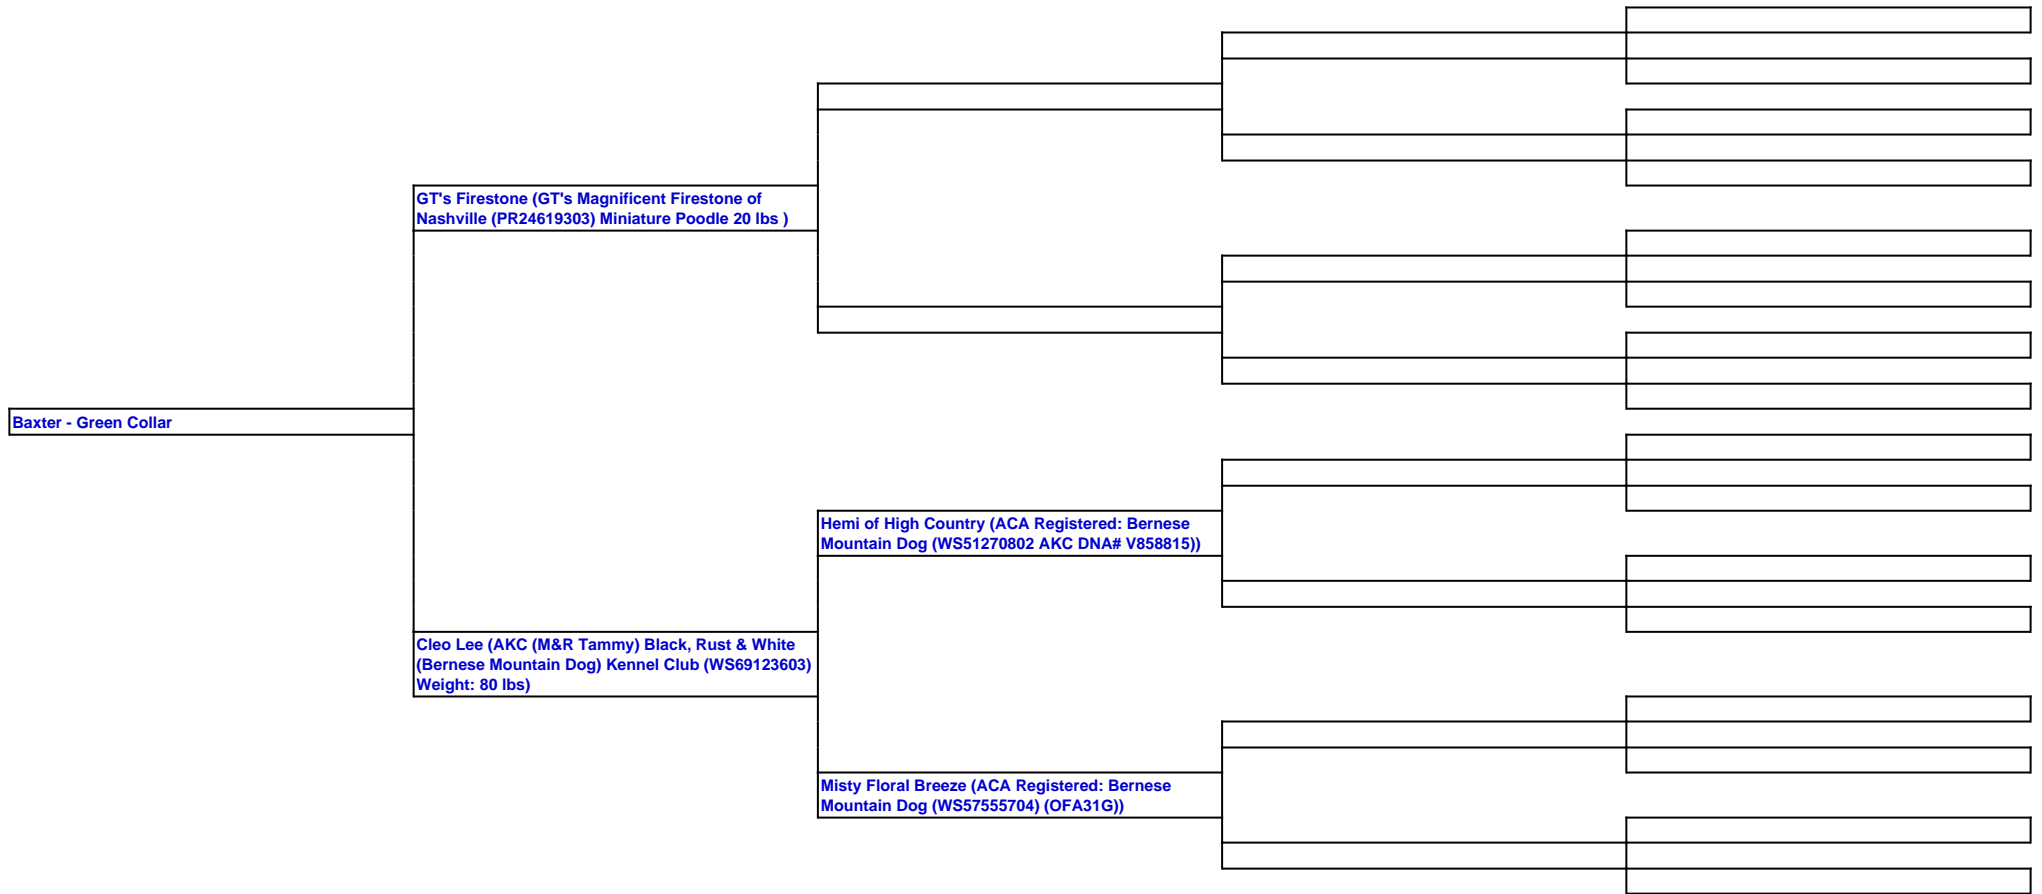 GT's Firestone (GT's Magnificent Firestone of
Nashville (PR24619303) Miniature Poodle 20 lbs )
Baxter - Green Collar
Hemi of High Country (ACA Registered: Bernese
Mountain Dog (WS51270802 AKC DNA# V858815))
Cleo Lee (AKC (M&R Tammy) Black, Rust & White
(Bernese Mountain Dog) Kennel Club (WS69123603)
Weight: 80 lbs)
Misty Floral Breeze (ACA Registered: Bernese
Mountain Dog (WS57555704) (OFA31G))